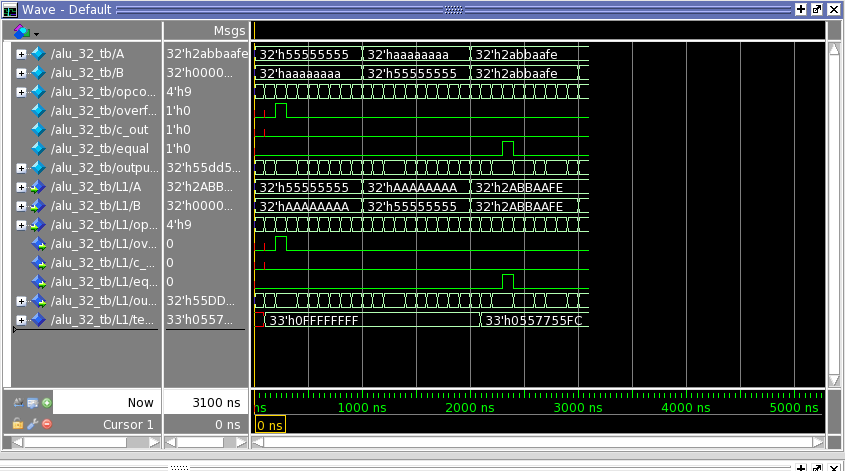 Wave - Default
Msgs
/alu_32_tb/A 32'h2abbaafe 32'h55555555 32'haaaaaaaa 32'h2abbaafe
/alu_32_tb/B 32'h0000... 32'haaaaaaaa 32'h55555555 32'h2abbaafe
/alu_32_tb/opco... 4'h9
/alu_32_tb/overf... 1'h0
/alu_32_tb/c_out 1'h0
/alu_32_tb/equal 1'h0
/alu_32_tb/outpu... 32'h55dd5...
/alu_32_tb/L1/A 32'h2ABB... 32'h55555555 32'hAAAAAAAA 32'h2ABBAAFE
/alu_32_tb/L1/B 32'h0000... 32'hAAAAAAAA 32'h55555555 32'h2ABBAAFE
/alu_32_tb/L1/op... 4'h9
/alu_32_tb/L1/ov... 0
/alu_32_tb/L1/c_... 0
/alu_32_tb/L1/eq... 0
/alu_32_tb/L1/ou... 32'h55DD...
/alu_32_tb/L1/te... 33'h0557... 33'h0FFFFFFFF 33'h0557755FC
Now 3100 ns ns 1000 ns 2000 ns 3000 ns 4000 ns 5000 ns
Cursor 1 0 ns 0 ns